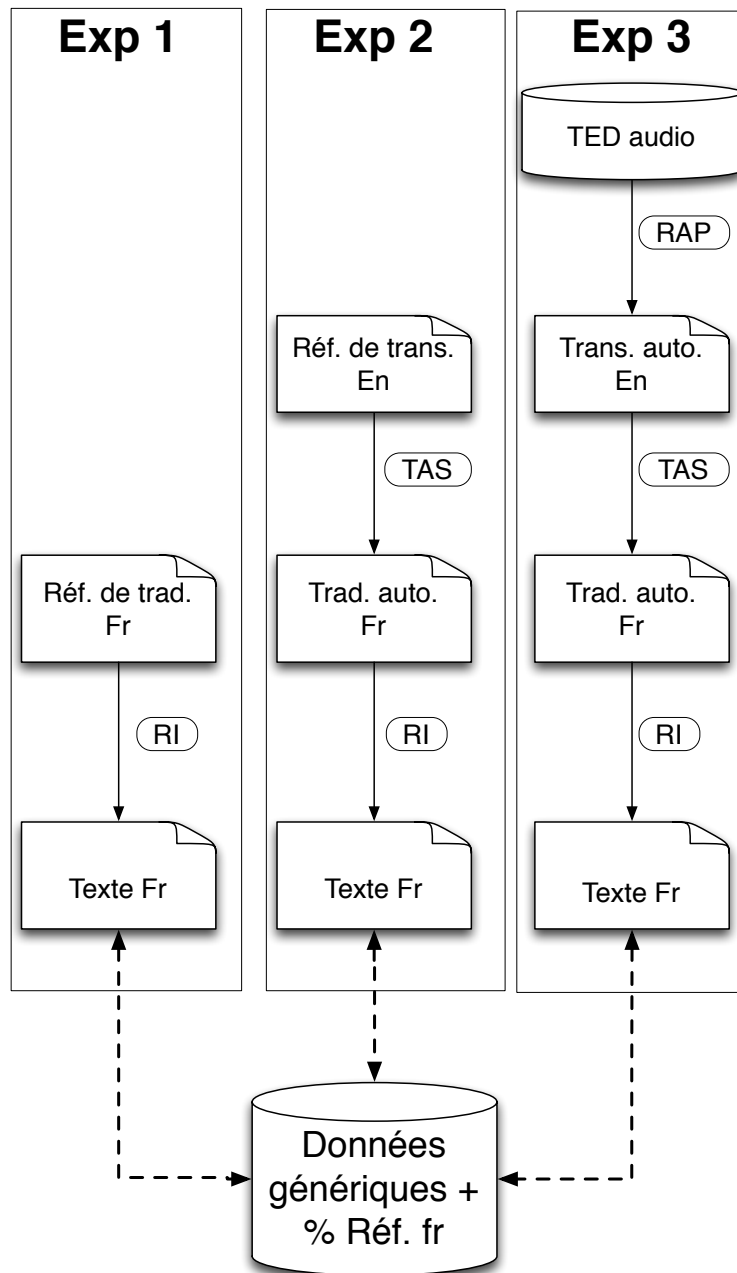 Exp 1
Exp 2
Exp 3
TED audio
RAP
Réf. de trans.
En
Trans. auto.
En
TAS
TAS
Réf. de trad.
Fr
Trad. auto.
Fr
Trad. auto.
Fr
RI
RI
RI
Texte Fr
Texte Fr
Texte Fr
Données
génériques +
% Réf. fr